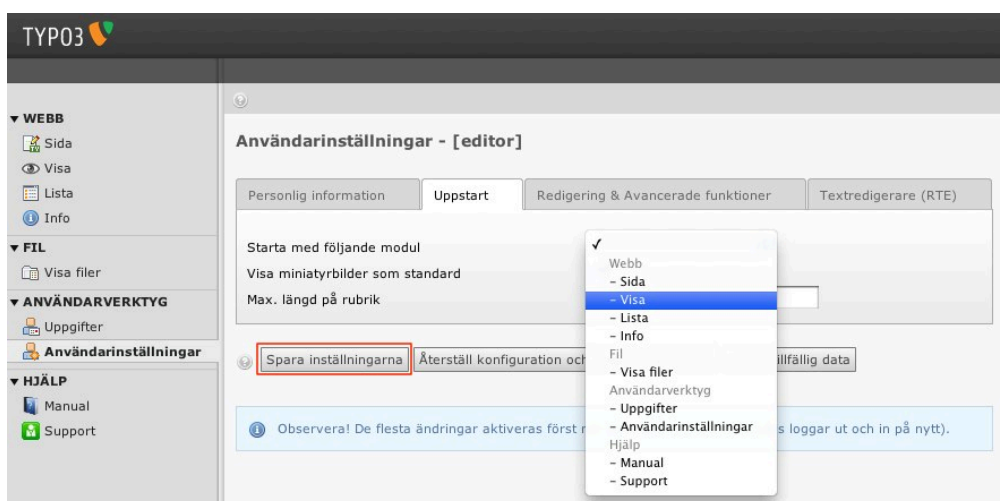 TYPO3
WEBB
Sida
Visa
Lista
Info
FIL
Visa filer
ANVÄNDARVERKTYG
Uppgifter
Användarinställningar
HJÄLP
Manual
Support
Användarinställningar - [editor]
Personlig information
Uppstart
Redigering & Avancerade funktioner
Textredigerare (RTE)
Starta med följande modul
Visa miniatyrbilder som standard
Max. längd på rubrik
✓
Webb
- Sida
- Visa
- Lista
- Info
Fil
- Visa filer
Användarverktyg
- Uppgifter
- Användarinställningar
Hjälp
- Manual
- Support
Spara inställningarna
Återställ konfiguration och
data
Observera! De flesta ändringar aktiveras först
loggar ut och in på nytt).